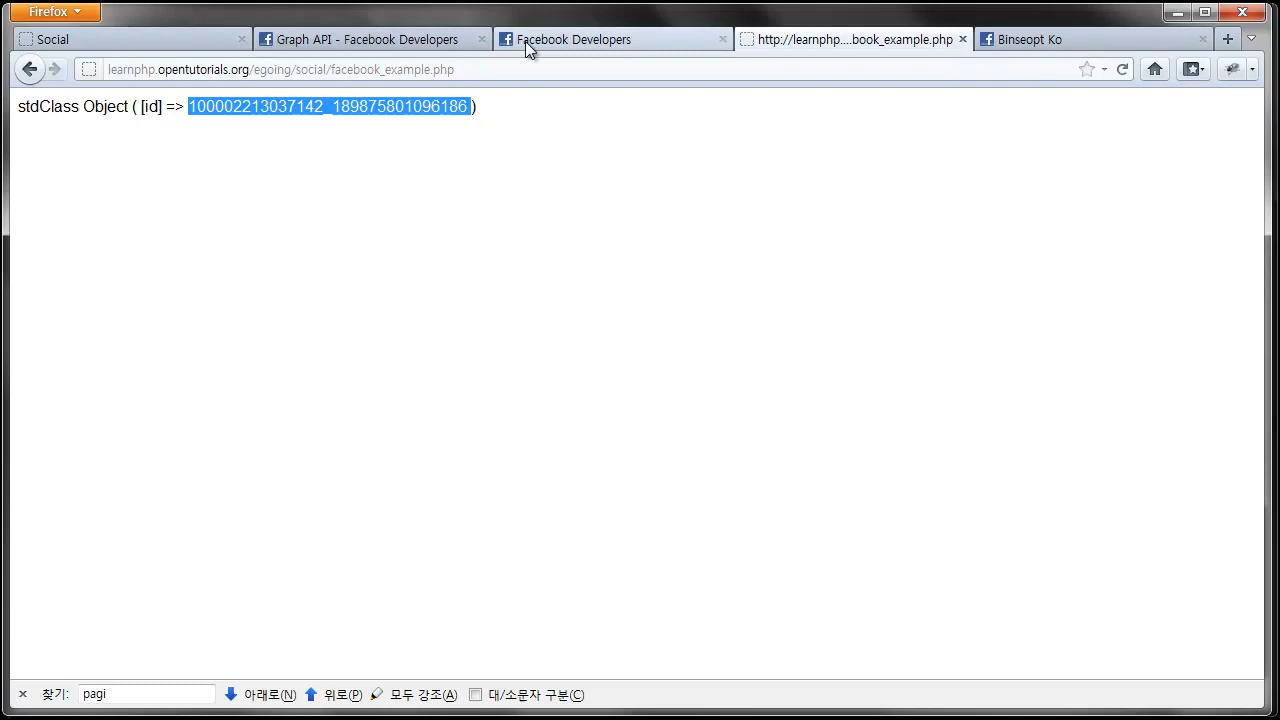 Firefox
Social
Graph API - Facebook Developers
Facebook Developers
http://learnphp....book_example.php
Binseopt Ko
learnphp.opentutorials.org/egoing/social/facebook_example.php
stdClass Object ( [id] => 100002213037142_189875801096186 )
찾기: pagi 아래로(N) 위로(P) 모두 강조(A) 대/소문자 구분(C)